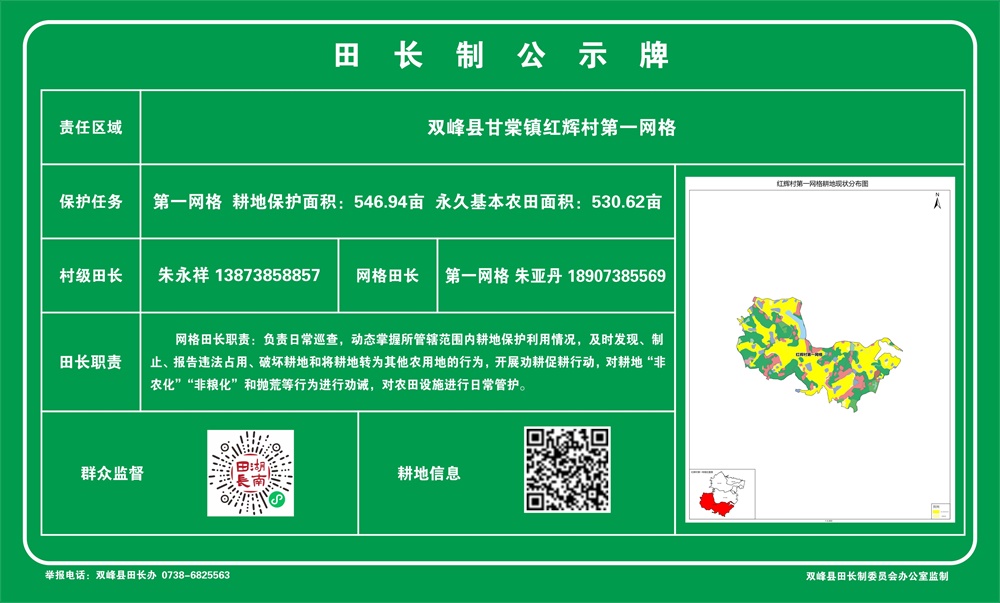 田长制公示牌
责任区域
双峰县甘棠镇红辉村第一网格
保护任务
第一网格 耕地保护面积：546.94亩 永久基本农田面积：530.62亩
村级田长
朱永祥 13873858857
网格田长
第一网格 朱亚丹 18907385569
田长职责
网格田长职责：负责日常巡查，动态掌握所管辖范围内耕地保护利用情况，及时发现、制
止、报告违法占用、破坏耕地和将耕地转为其他农用地的行为，开展劝耕促耕行动，对耕地“非
农化”“非粮化”和抛荒等行为进行劝诫，对农田设施进行日常管护。
红辉村第一网格耕地现状分布图
N
红辉村第一网格
群众监督
湖南田長
耕地信息
举报电话：双峰县田长办 0738-6825563
双峰县田长制委员会办公室监制